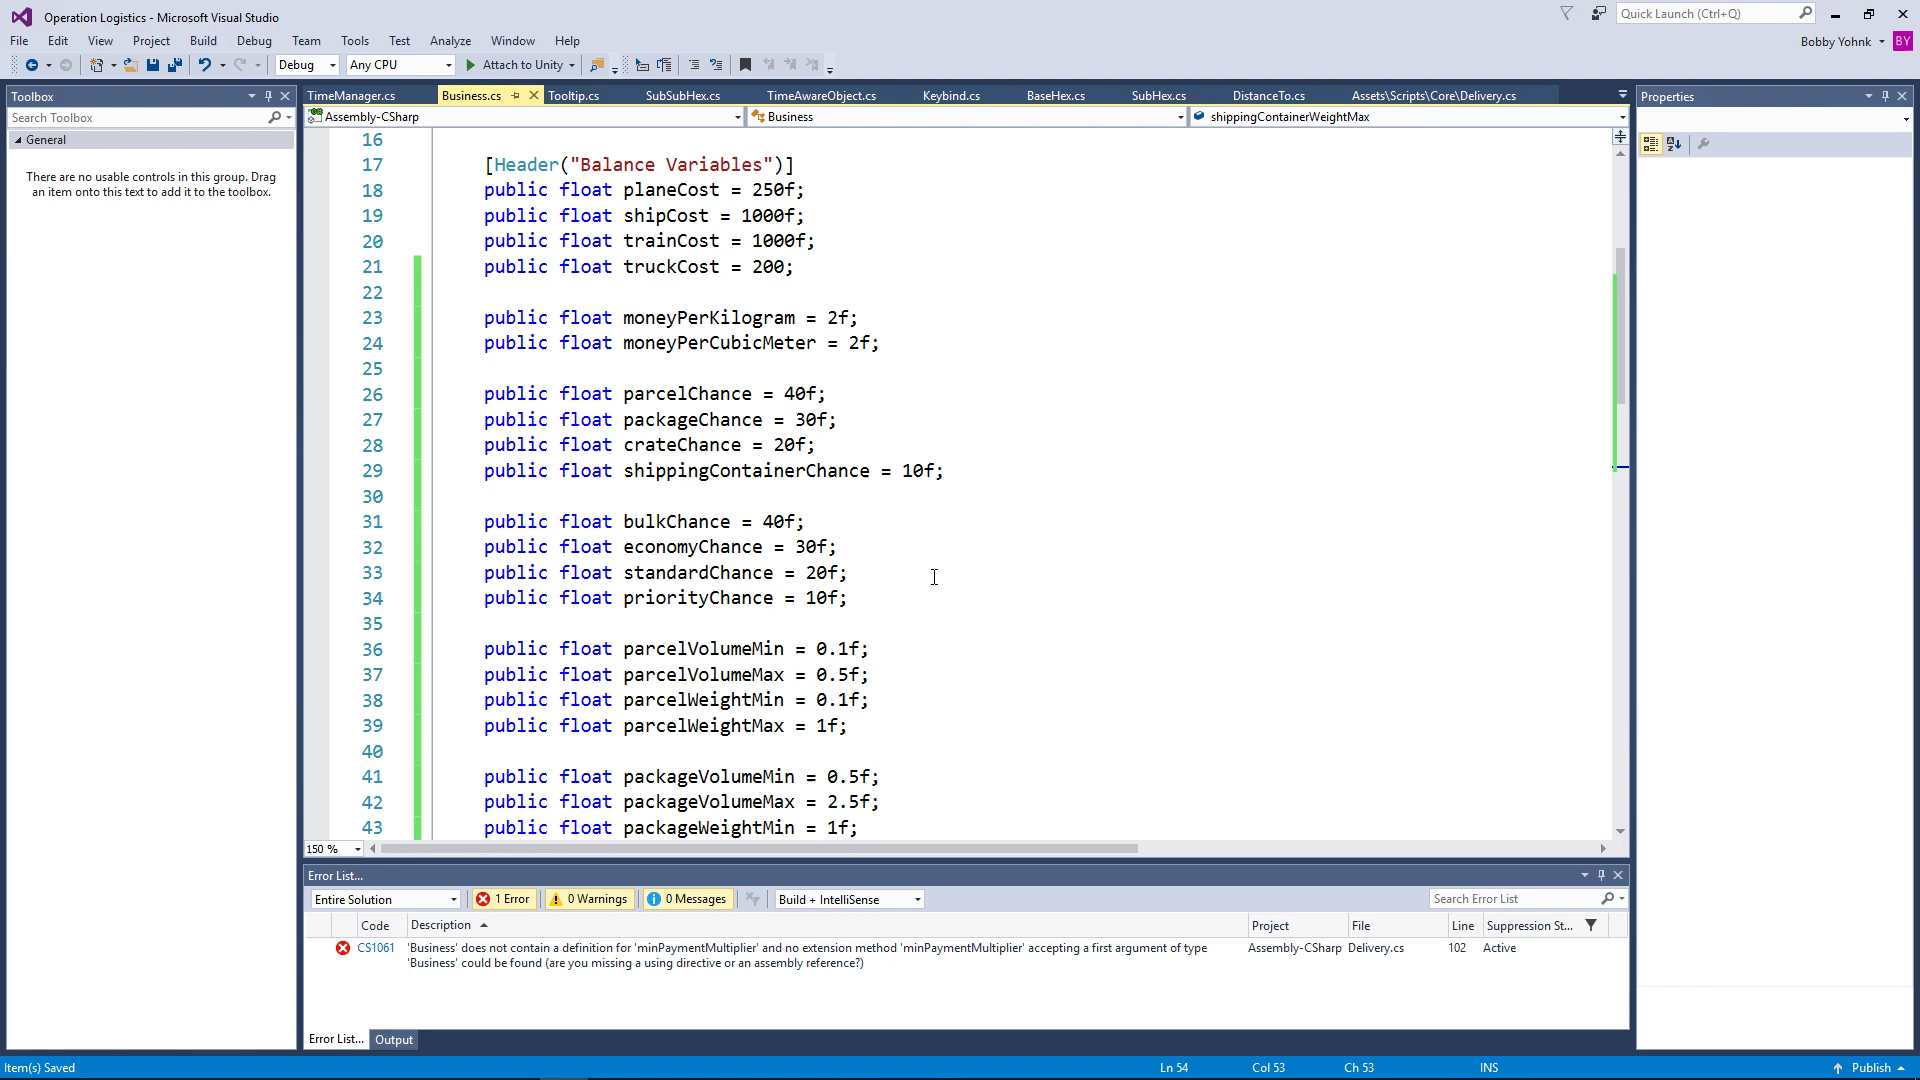 Operation Logistics - Microsoft Visual Studio
Quick Launch (Ctrl+Q)
File Edit View Project Build Debug Team Tools Test Analyze Window Help
Bobby Yohnk BY
Debug Any CPU Attach to Unity
Toolbox
Search Toolbox
General
There are no usable controls in this group. Drag
an item onto this text to add it to the toolbox.
TimeManager.cs Business.cs Tooltip.cs SubSubHex.cs TimeAwareObject.cs Keybind.cs BaseHex.cs SubHex.cs DistanceTo.cs Assets\Scripts\Core\Delivery.cs
Assembly-CSharp Business shippingContainerWeightMax
Properties
16
17 [Header("Balance Variables")]
18 public float planeCost = 250f;
19 public float shipCost = 1000f;
20 public float trainCost = 1000f;
21 public float truckCost = 200;
22
23 public float moneyPerKilogram = 2f;
24 public float moneyPerCubicMeter = 2f;
25
26 public float parcelChance = 40f;
27 public float packageChance = 30f;
28 public float crateChance = 20f;
29 public float shippingContainerChance = 10f;
30
31 public float bulkChance = 40f;
32 public float economyChance = 30f;
33 public float standardChance = 20f;
34 public float priorityChance = 10f;
35
36 public float parcelVolumeMin = 0.1f;
37 public float parcelVolumeMax = 0.5f;
38 public float parcelWeightMin = 0.1f;
39 public float parcelWeightMax = 1f;
40
41 public float packageVolumeMin = 0.5f;
42 public float packageVolumeMax = 2.5f;
43 public float packageWeightMin = 1f;
150 %
Error List...
Entire Solution 1 Error 0 Warnings 0 Messages Build + IntelliSense Search Error List
Code Description Project File Line Suppression St...
CS1061 'Business' does not contain a definition for 'minPaymentMultiplier' and no extension method 'minPaymentMultiplier' accepting a first argument of type Assembly-CSharp Delivery.cs 102 Active
'Business' could be found (are you missing a using directive or an assembly reference?)
Error List... Output
Item(s) Saved Ln 54 Col 53 Ch 53 INS Publish